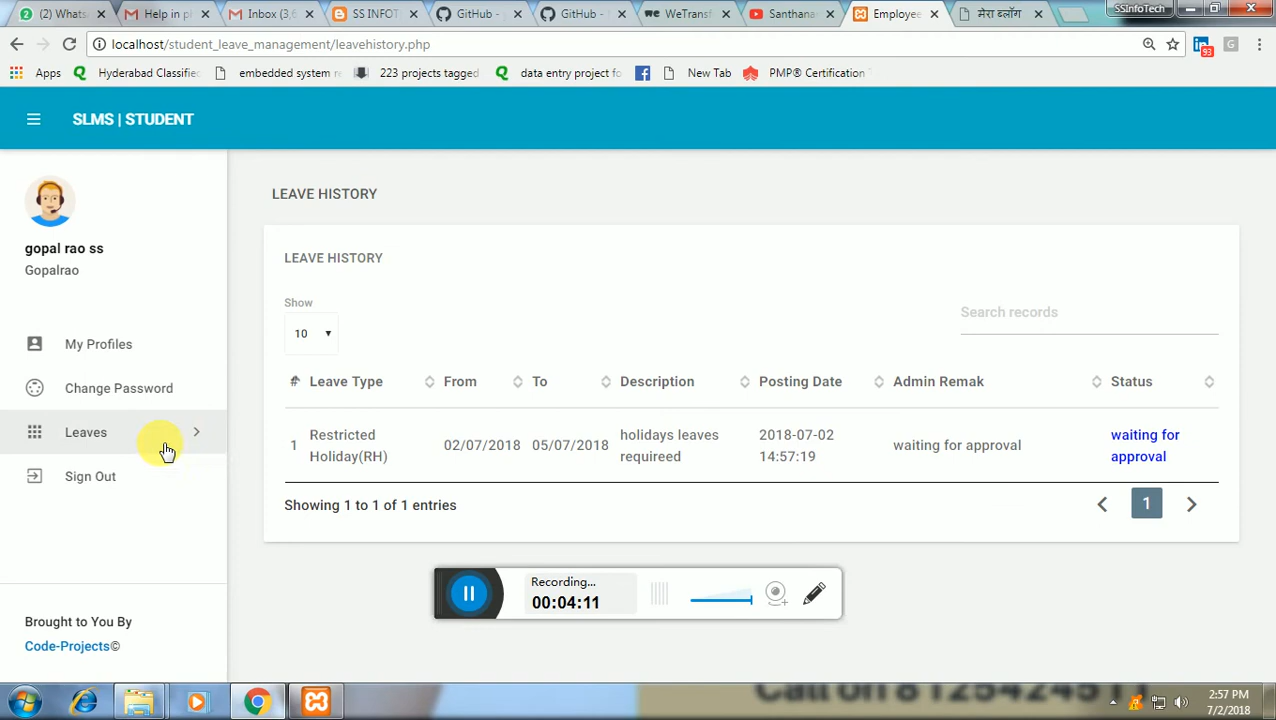 (2) Whats
Help in p
Inbox (3,6
SS INFOT
GitHub -
GitHub -
WeTransf
Santhana
Employee
मेरा ब्लॉग
SSInfoTech
localhost/student_leave_management/leavehistory.php
93
G
Apps
Hyderabad Classifie
embedded system re
223 projects tagged
data entry project fo
New Tab
PMP® Certification T
SLMS | STUDENT
gopal rao ss
Gopalrao
My Profiles
Change Password
Leaves
Sign Out
Brought to You By
Code-Projects©
LEAVE HISTORY
LEAVE HISTORY
Show
10
Search records
# Leave Type From To Description Posting Date Admin Remak Status
1 Restricted Holiday(RH) 02/07/2018 05/07/2018 holidays leaves requireed 2018-07-02 14:57:19 waiting for approval waiting for approval
Showing 1 to 1 of 1 entries
1
Recording...
00:04:11
2:57 PM
7/2/2018